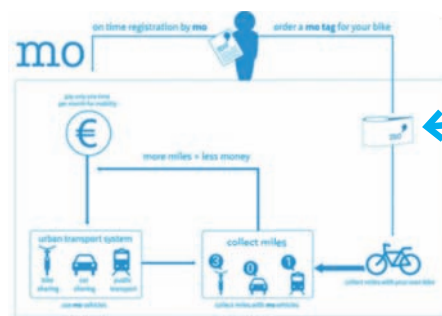 mo
on time registration by mo
order a mo tag for your bike
pay only one time
per month for mobility
€
mo
more miles = less money
urban transport system
bike
sharing
car
sharing
public
transport
use mo vehicles
collect miles
3
0
1
collect miles with mo vehicles
collect miles with your own bike